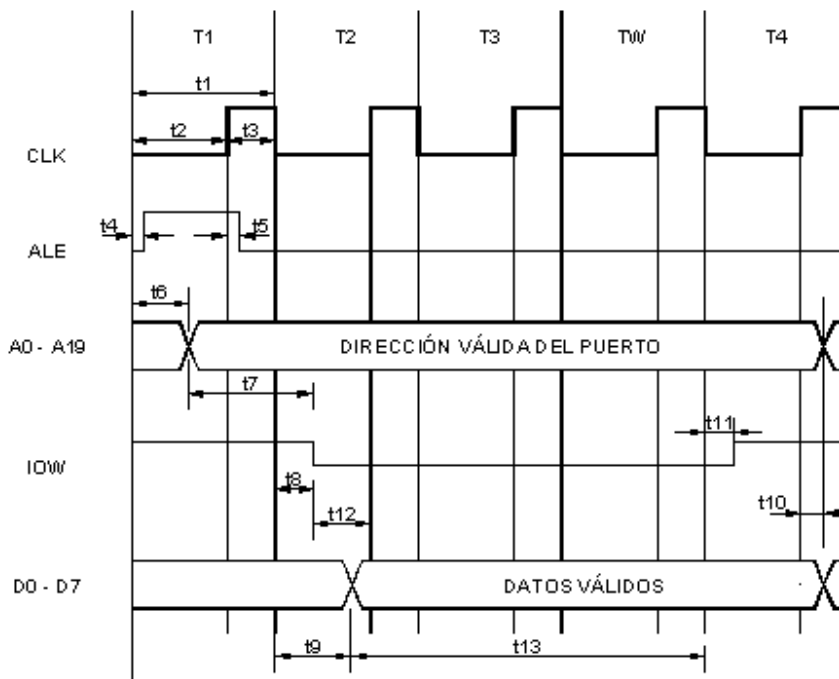 T1 T2 T3 TW T4
t1
t2 t3
CLK
t4 t5
ALE
t6
A0 - A19 DIRECCIÓN VÁLIDA DEL PUERTO
t7
t11
IOW
t8
t12 t10
D0 - D7 DATOS VÁLIDOS
t9 t13